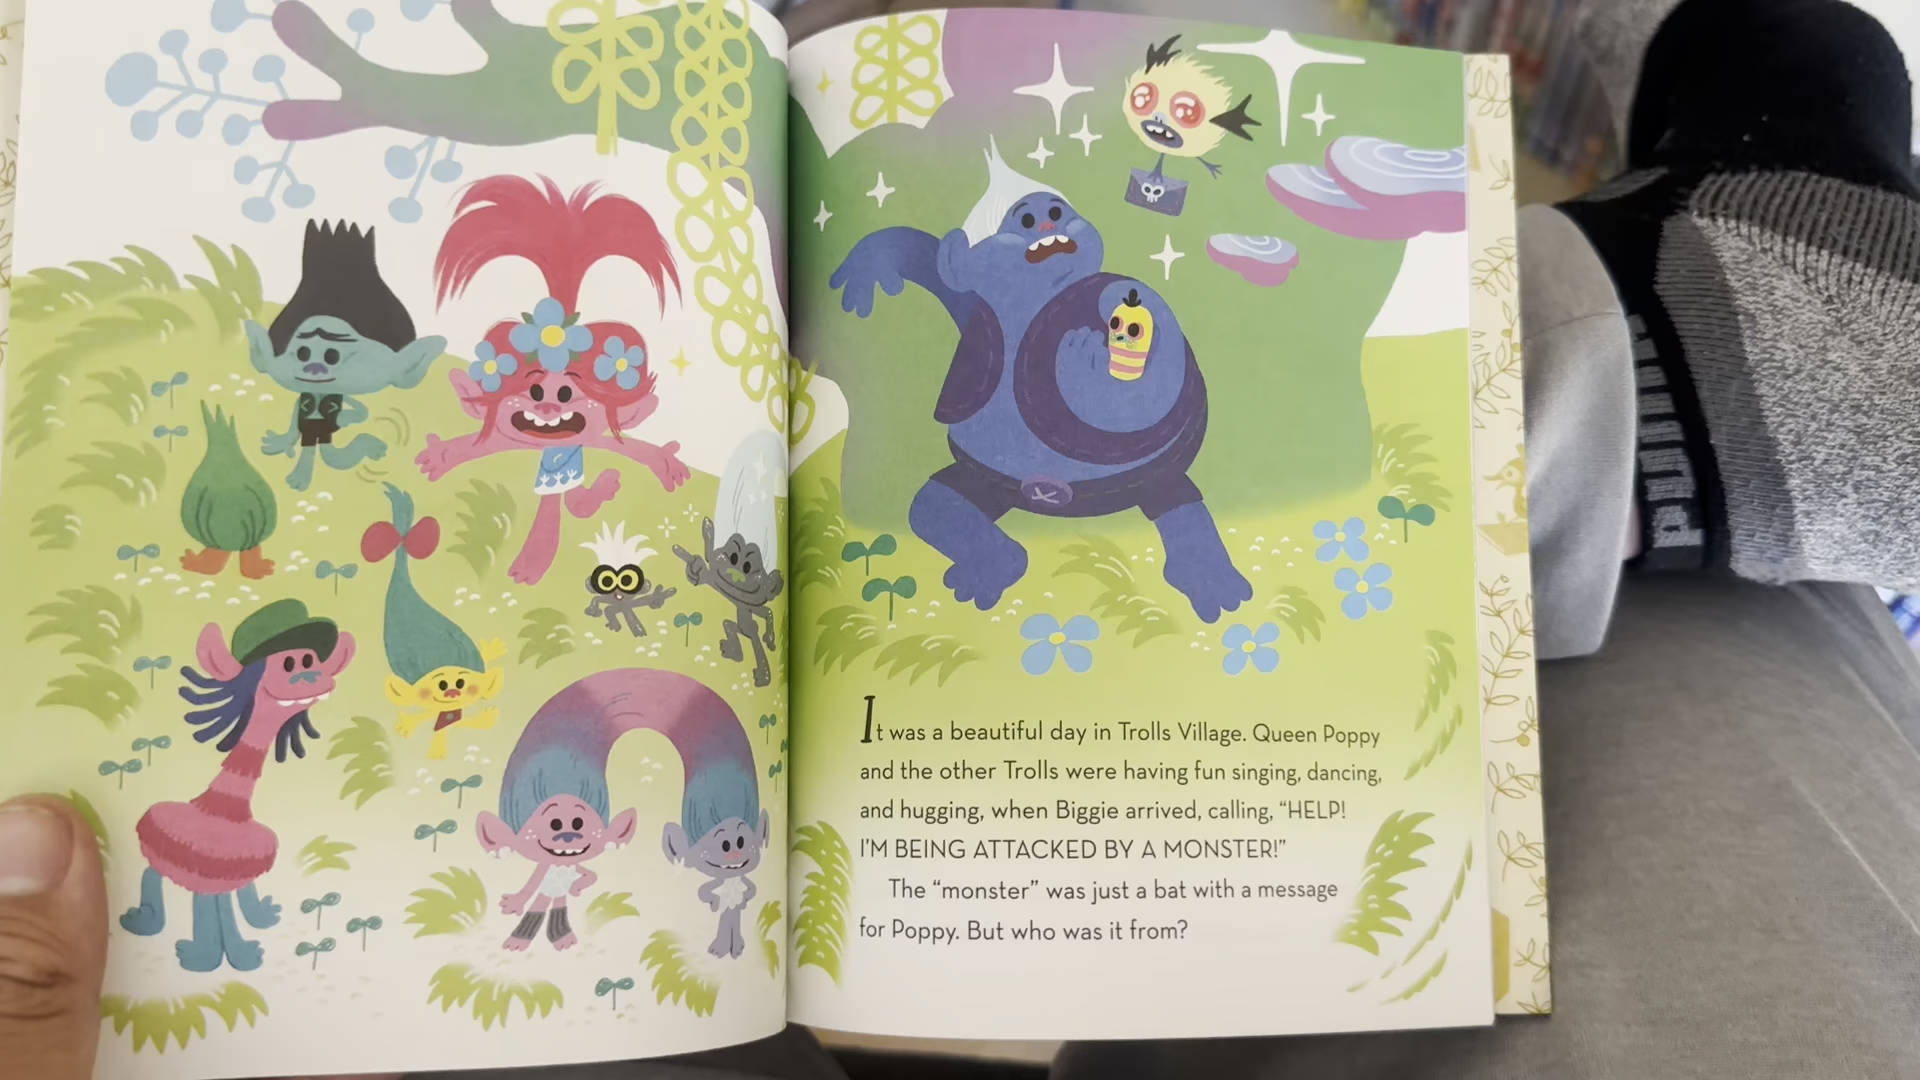 It was a beautiful day in Trolls Village. Queen Poppy
and the other Trolls were having fun singing, dancing,
and hugging, when Biggie arrived, calling, “HELP!
I’M BEING ATTACKED BY A MONSTER!”
The “monster” was just a bat with a message
for Poppy. But who was it from?